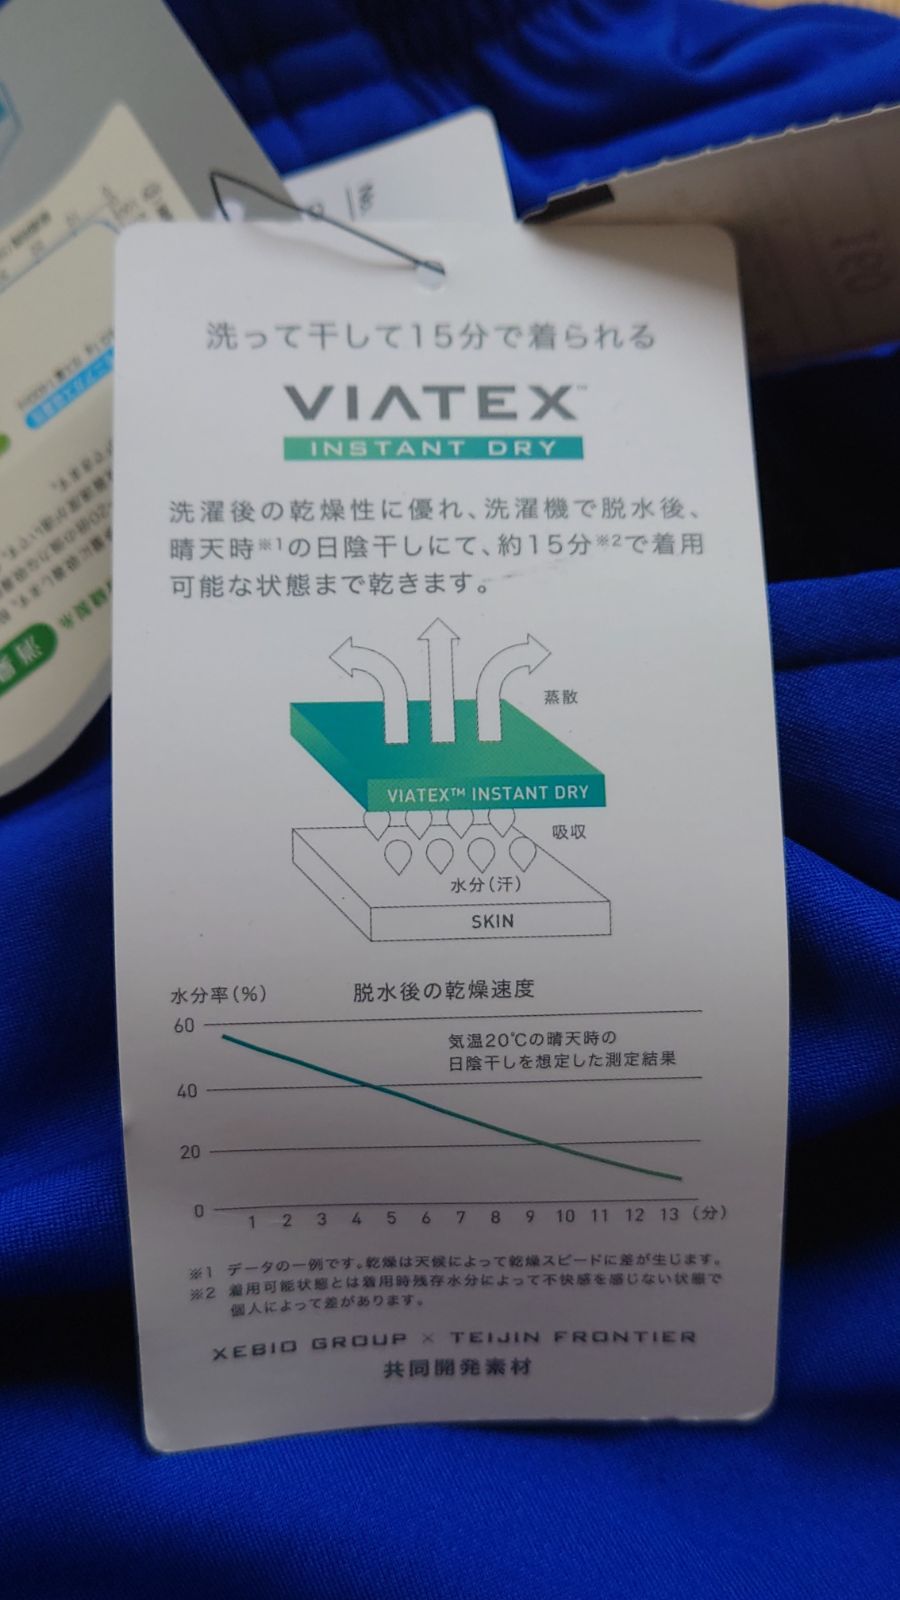 洗って干して15分で着られる
VIATEX™
INSTANT DRY
洗濯後の乾燥性に優れ、洗濯機で脱水後、
晴天時※1の日陰干しにて、約15分※2で着用
可能な状態まで乾きます。
蒸散
VIATEX™ INSTANT DRY
吸収
水分(汗)
SKIN
水分率(%) 脱水後の乾燥速度
60
気温20℃の晴天時の
日陰干しを想定した測定結果
40
20
0
1 2 3 4 5 6 7 8 9 10 11 12 13 (分)
※1 データの一例です。乾燥は天候によって乾燥スピードに差が生じます。
※2 着用可能状態とは着用時残存水分によって不快感を感じない状態で
個人によって差があります。
XEBIO GROUP × TEIJIN FRONTIER
共同開発素材